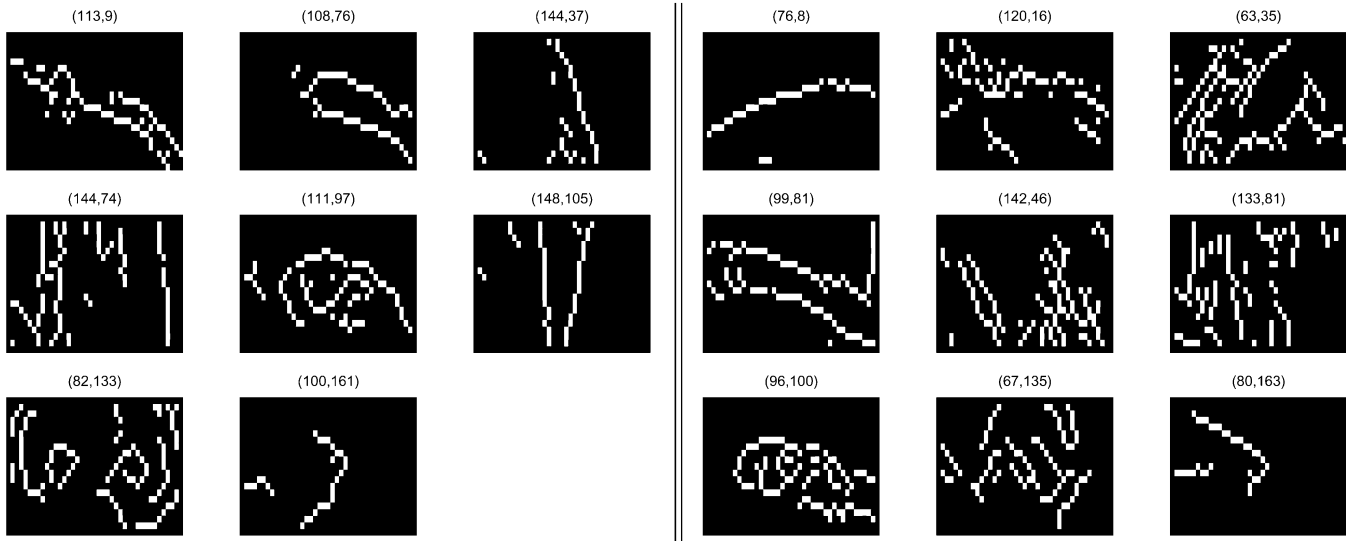 (113,9) (108,76) (144,37) (76,8) (120,16) (63,35)
(144,74) (111,97) (148,105) (99,81) (142,46) (133,81)
(82,133) (100,161) (96,100) (67,135) (80,163)